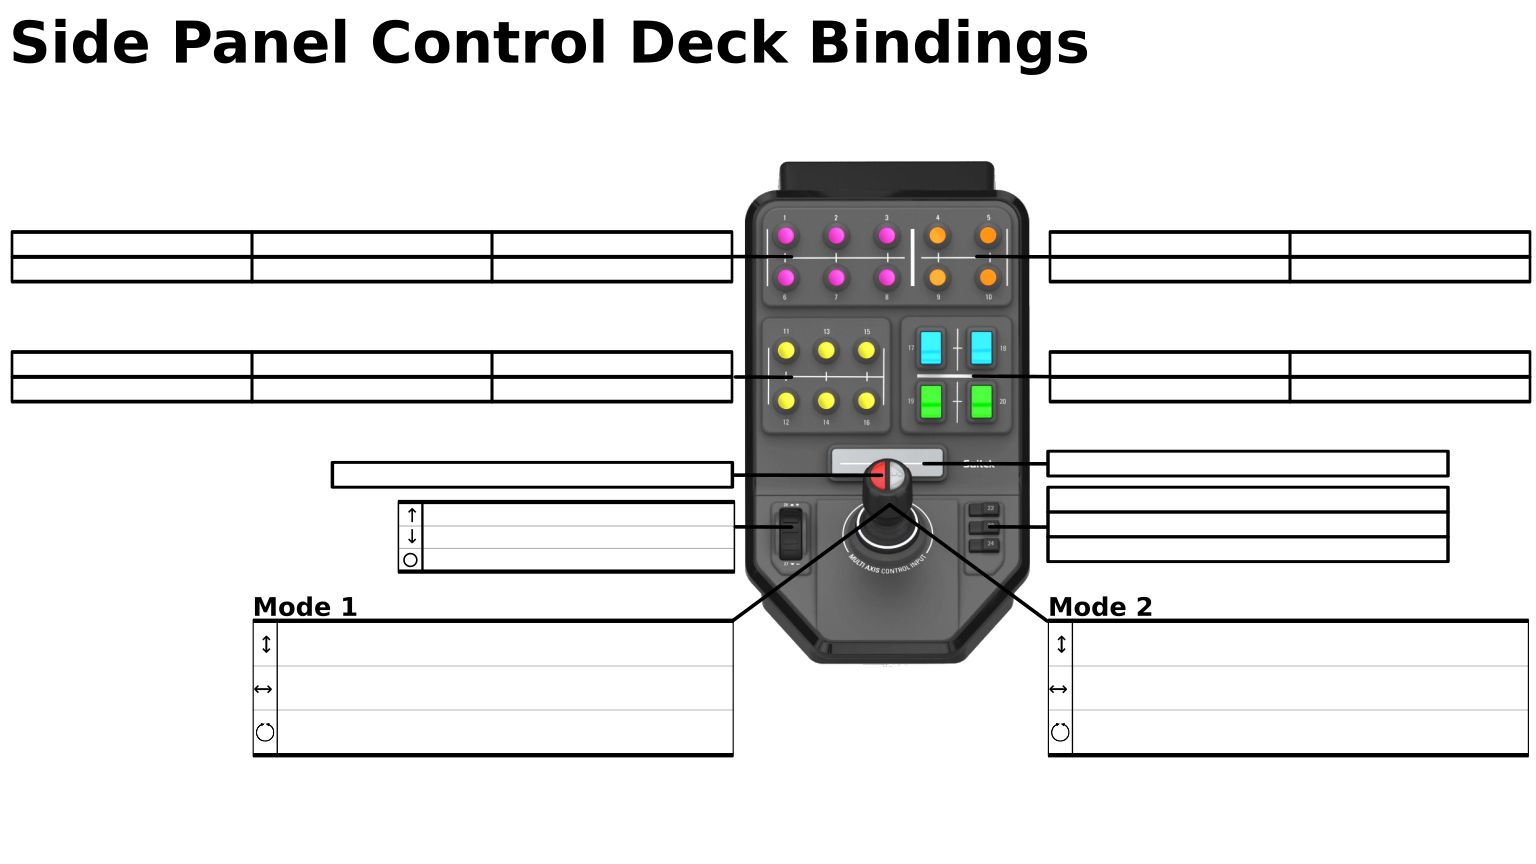 Side Panel Control Deck Bindings
1 2 3 4 5
6 7 8 9 10
11 13 15
17 18
19 20
12 14 16
Saitek
22
24
MULTI AXIS CONTROL INPUT
Mode 1
Mode 2